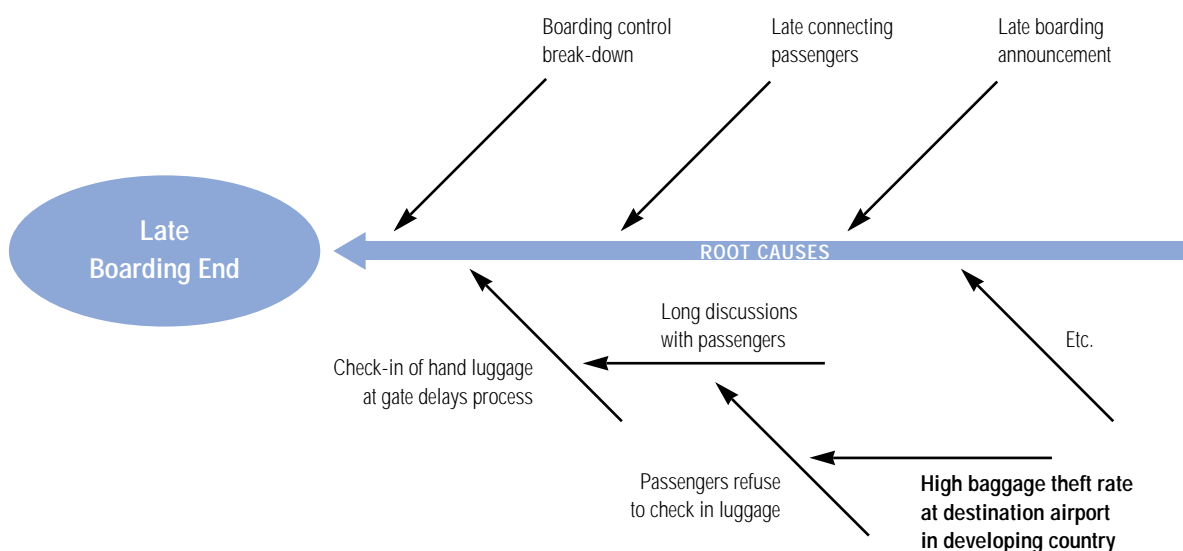 Boarding control
break-down
Late connecting
passengers
Late boarding
announcement
Late
Boarding End
ROOT CAUSES
Long discussions
with passengers
Etc.
Check-in of hand luggage
at gate delays process
Passengers refuse
to check in luggage
High baggage theft rate
at destination airport
in developing country